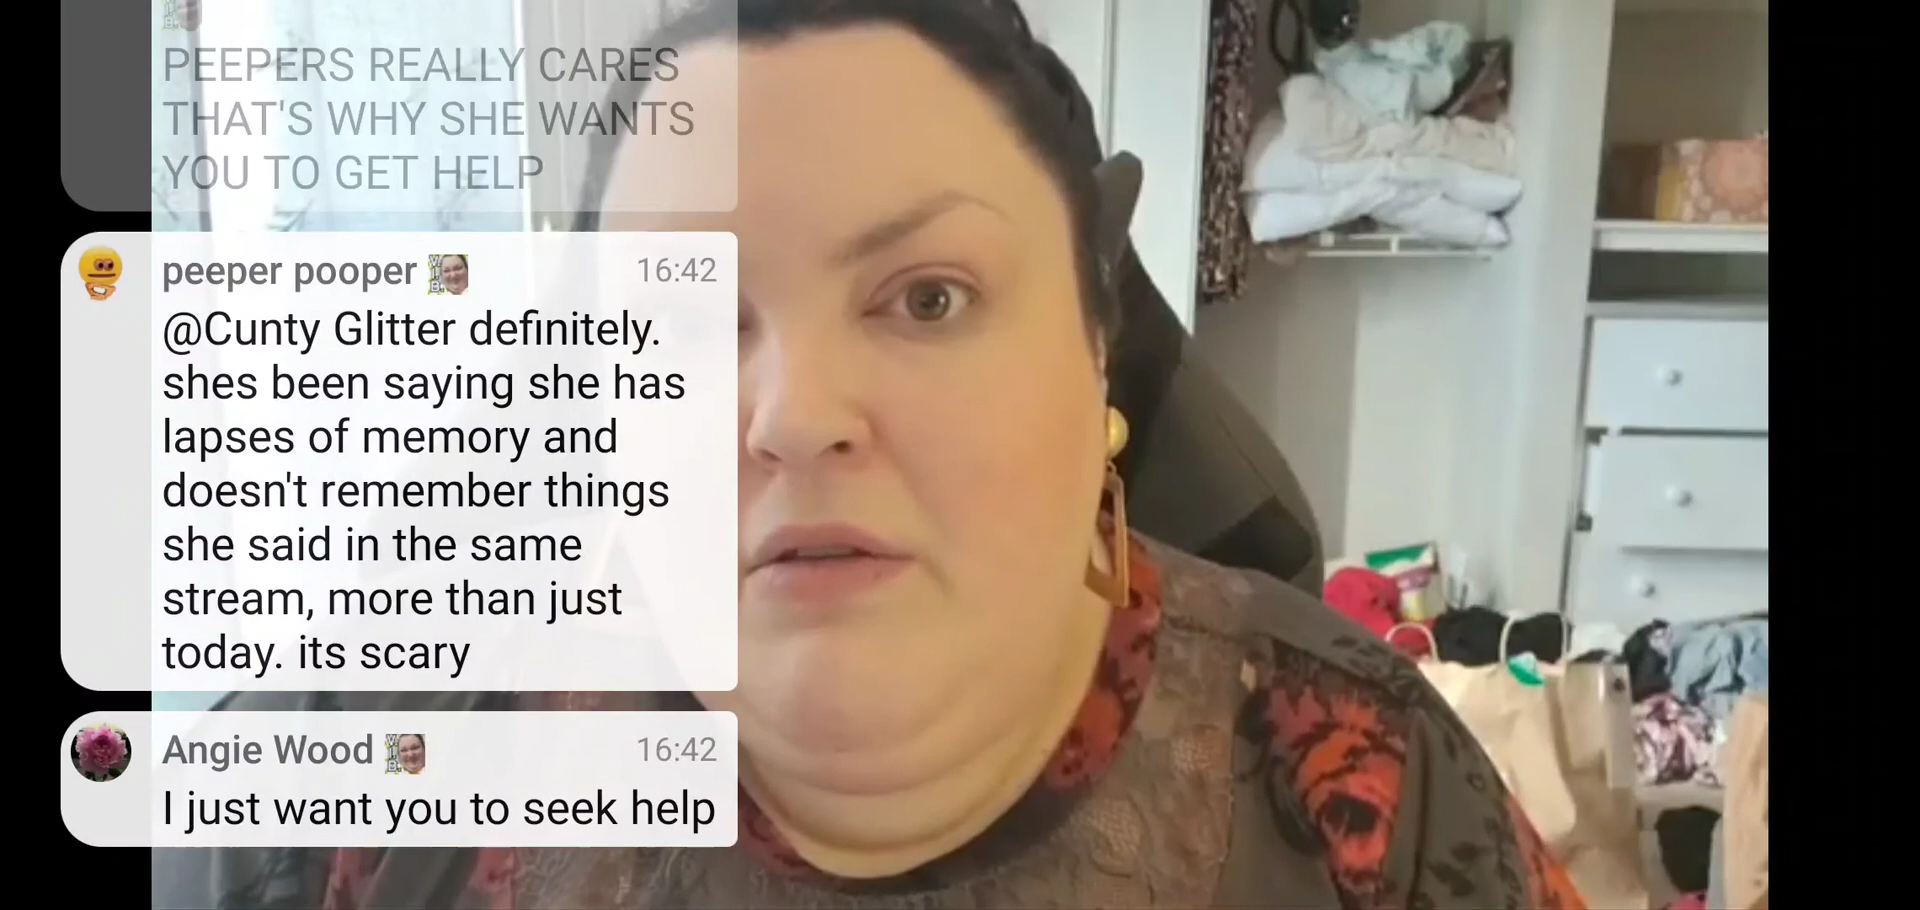 PEEPERS REALLY CARES
THAT'S WHY SHE WANTS
YOU TO GET HELP
peeper pooper 16:42
@Cunty Glitter definitely.
shes been saying she has
lapses of memory and
doesn't remember things
she said in the same
stream, more than just
today. its scary
Angie Wood 16:42
I just want you to seek help